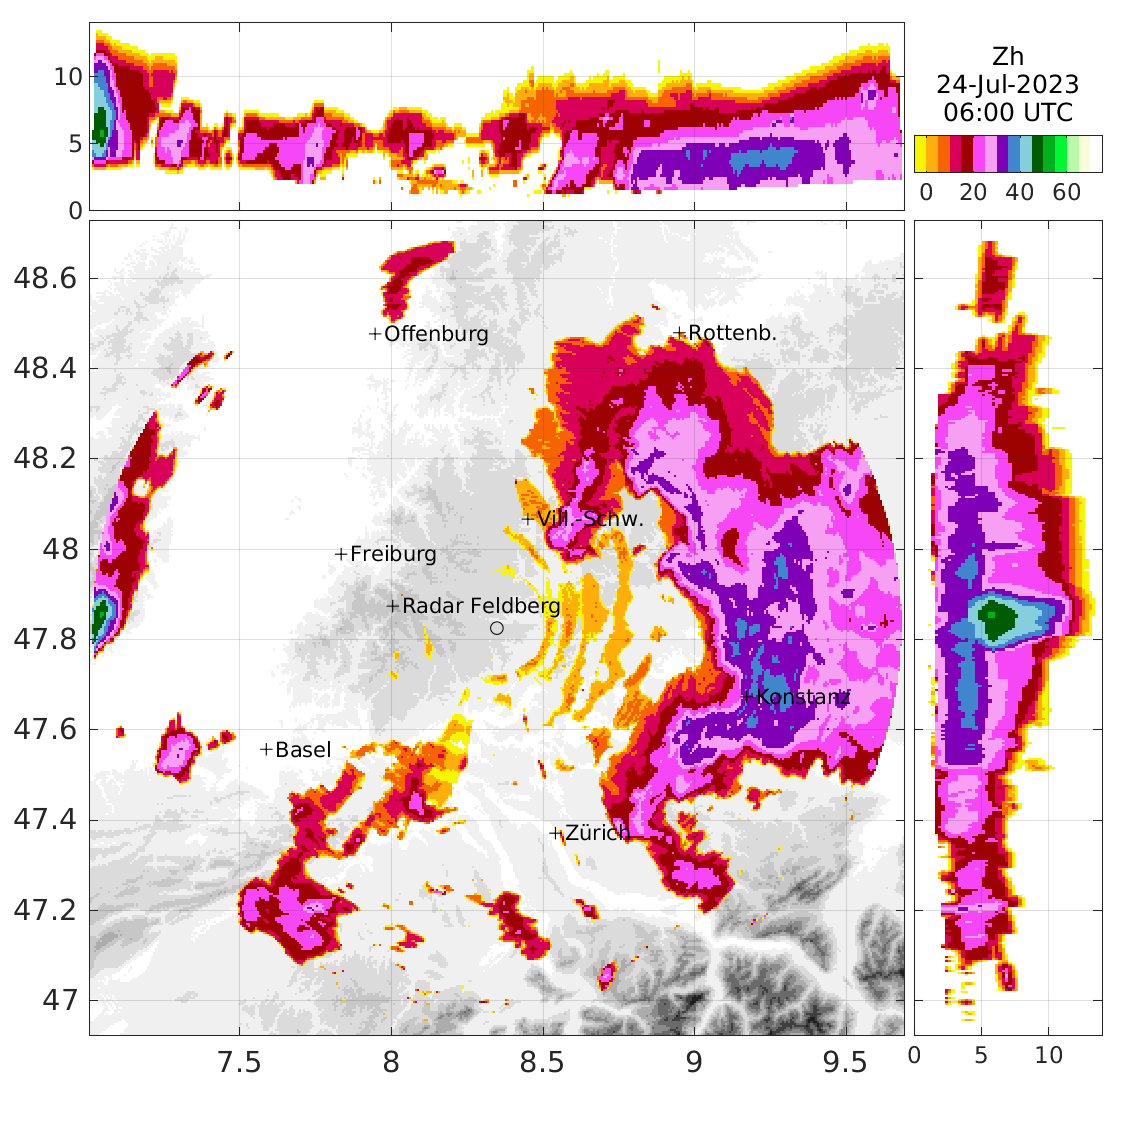 Zh
24-Jul-2023
06:00 UTC
0 20 40 60
10
5
0
48.6
48.4
48.2
48
47.8
47.6
47.4
47.2
47
+Offenburg
+Rottenb.
+Vill.-Schw.
+Freiburg
+Radar Feldberg
+Konstanz
+Basel
+Zürich
7.5 8 8.5 9 9.5
0 5 10